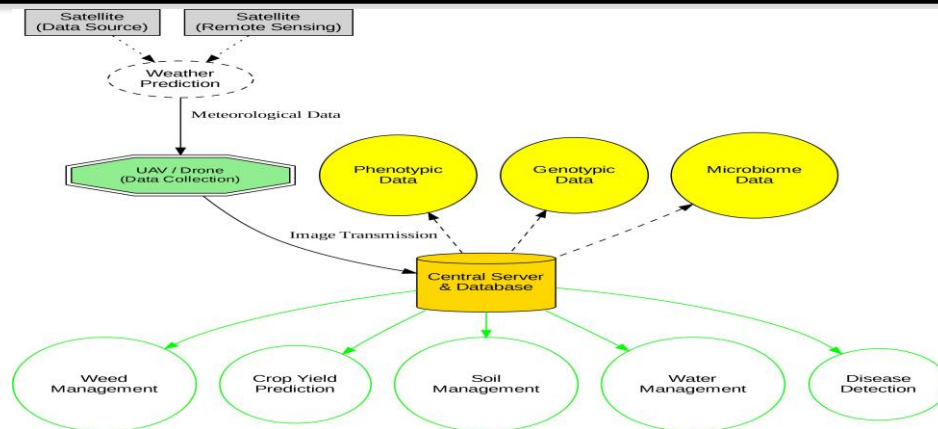 Satellite
(Data Source)
Satellite
(Remote Sensing)
Weather
Prediction
Meteorological Data
UAV / Drone
(Data Collection)
Phenotypic
Data
Genotypic
Data
Microbiome
Data
Image Transmission
Central Server
& Database
Weed
Management
Crop Yield
Prediction
Soil
Management
Water
Management
Disease
Detection